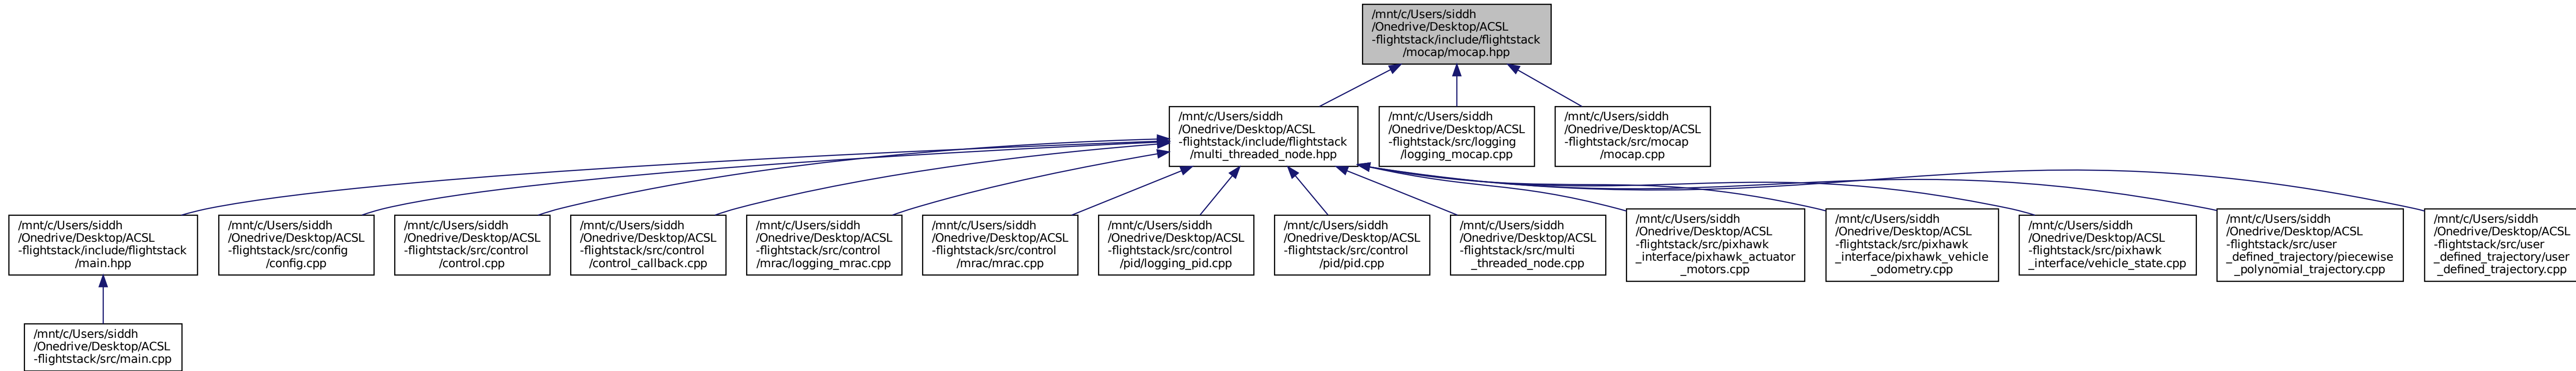 /mnt/c/Users/siddh
/Onedrive/Desktop/ACSL
-flightstack/include/flightstack
/mocap/mocap.hpp
/mnt/c/Users/siddh
/Onedrive/Desktop/ACSL
-flightstack/include/flightstack
/multi_threaded_node.hpp
/mnt/c/Users/siddh
/Onedrive/Desktop/ACSL
-flightstack/src/logging
/logging_mocap.cpp
/mnt/c/Users/siddh
/Onedrive/Desktop/ACSL
-flightstack/src/mocap
/mocap.cpp
/mnt/c/Users/siddh
/Onedrive/Desktop/ACSL
-flightstack/include/flightstack
/main.hpp
/mnt/c/Users/siddh
/Onedrive/Desktop/ACSL
-flightstack/src/config
/config.cpp
/mnt/c/Users/siddh
/Onedrive/Desktop/ACSL
-flightstack/src/control
/control.cpp
/mnt/c/Users/siddh
/Onedrive/Desktop/ACSL
-flightstack/src/control
/control_callback.cpp
/mnt/c/Users/siddh
/Onedrive/Desktop/ACSL
-flightstack/src/control
/mrac/logging_mrac.cpp
/mnt/c/Users/siddh
/Onedrive/Desktop/ACSL
-flightstack/src/control
/mrac/mrac.cpp
/mnt/c/Users/siddh
/Onedrive/Desktop/ACSL
-flightstack/src/control
/pid/logging_pid.cpp
/mnt/c/Users/siddh
/Onedrive/Desktop/ACSL
-flightstack/src/control
/pid/pid.cpp
/mnt/c/Users/siddh
/Onedrive/Desktop/ACSL
-flightstack/src/multi
_threaded_node.cpp
/mnt/c/Users/siddh
/Onedrive/Desktop/ACSL
-flightstack/src/pixhawk
_interface/pixhawk_actuator
_motors.cpp
/mnt/c/Users/siddh
/Onedrive/Desktop/ACSL
-flightstack/src/pixhawk
_interface/pixhawk_vehicle
_odometry.cpp
/mnt/c/Users/siddh
/Onedrive/Desktop/ACSL
-flightstack/src/pixhawk
_interface/vehicle_state.cpp
/mnt/c/Users/siddh
/Onedrive/Desktop/ACSL
-flightstack/src/user
_defined_trajectory/piecewise
_polynomial_trajectory.cpp
/mnt/c/Users/siddh
/Onedrive/Desktop/ACSL
-flightstack/src/user
_defined_trajectory/user
_defined_trajectory.cpp
/mnt/c/Users/siddh
/Onedrive/Desktop/ACSL
-flightstack/src/main.cpp